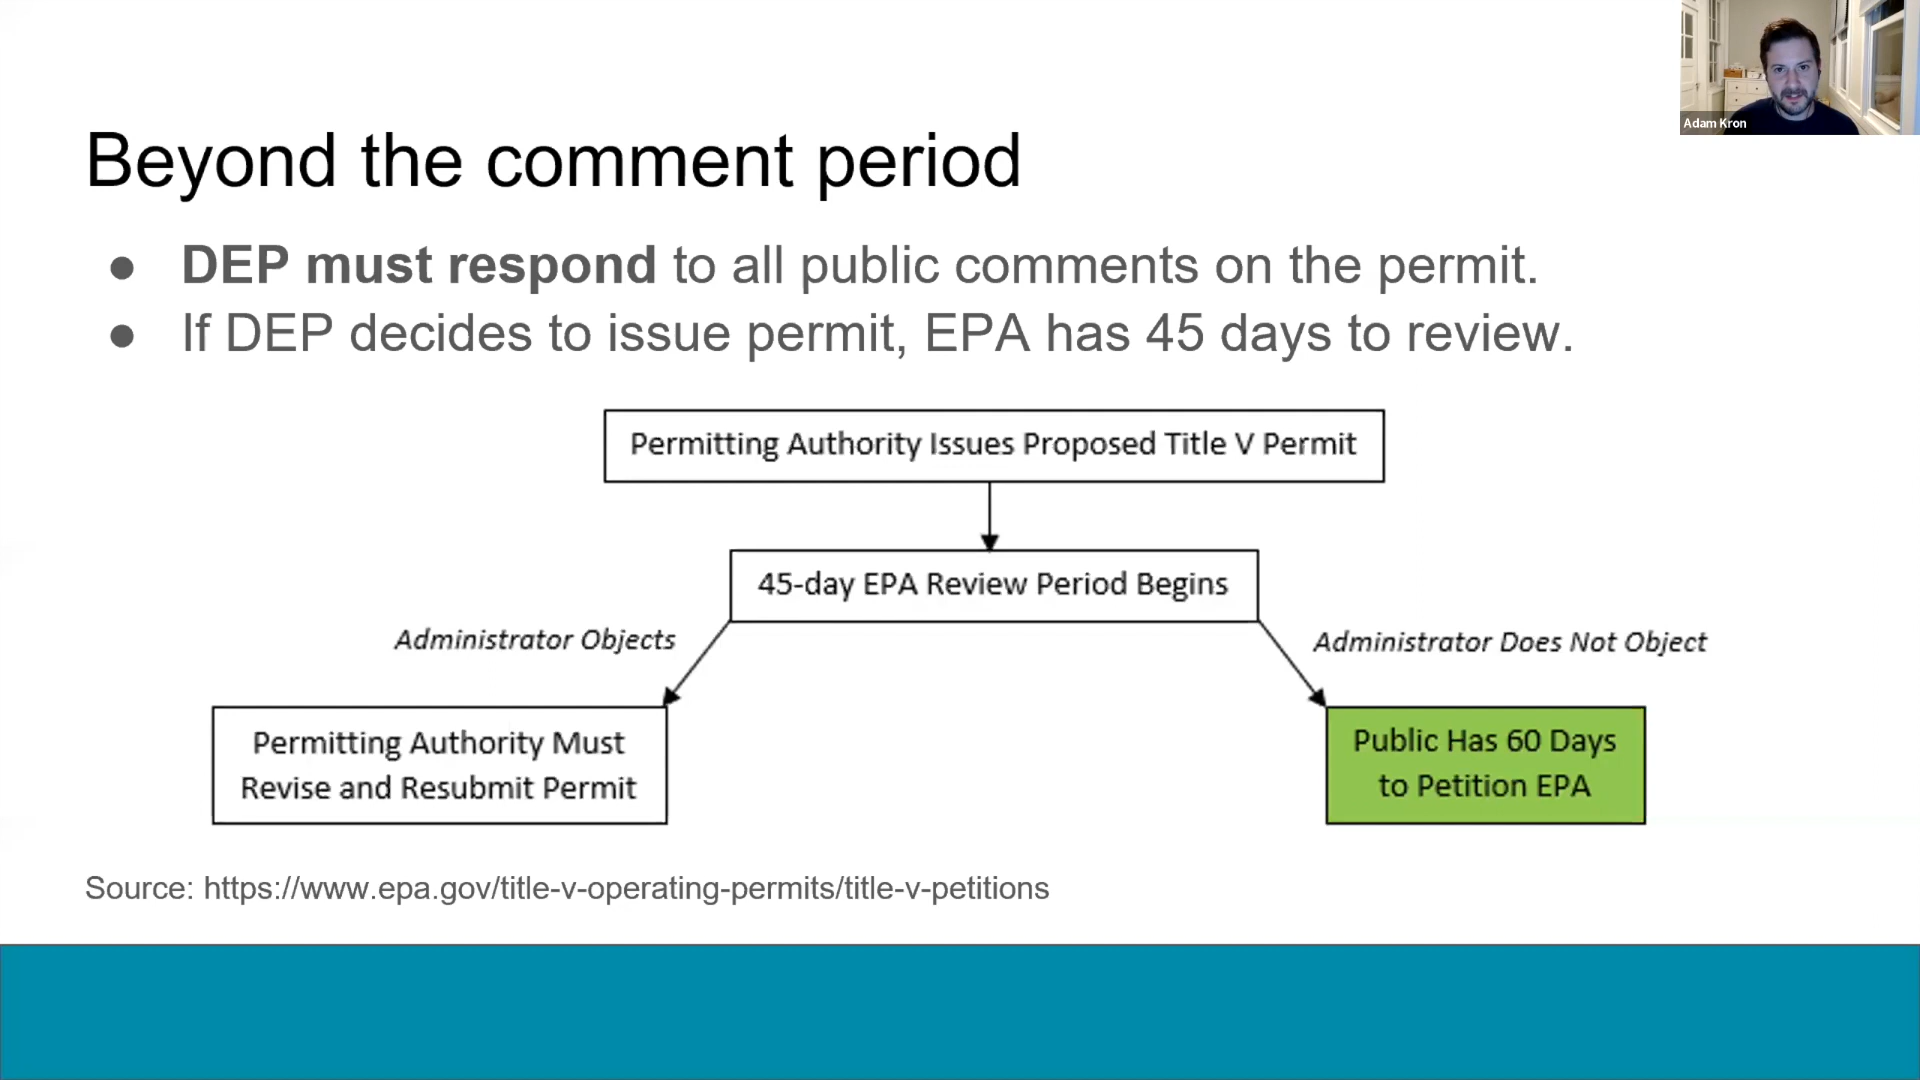 Adam Kron
Beyond the comment period
● DEP must respond to all public comments on the permit.
● If DEP decides to issue permit, EPA has 45 days to review.
Permitting Authority Issues Proposed Title V Permit
45-day EPA Review Period Begins
Administrator Objects
Administrator Does Not Object
Permitting Authority Must
Revise and Resubmit Permit
Public Has 60 Days
to Petition EPA
Source: https://www.epa.gov/title-v-operating-permits/title-v-petitions